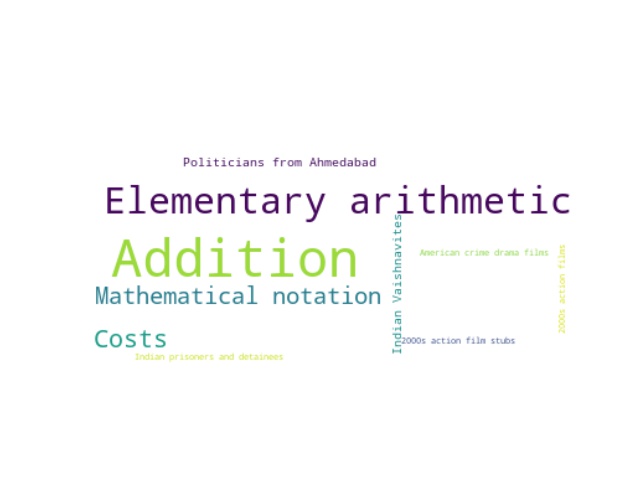 Politicians from Ahmedabad
Elementary arithmetic
Indian Vaishnavites
Addition
American crime drama films
2000s action films
Mathematical notation
Costs
2000s action film stubs
Indian prisoners and detainees